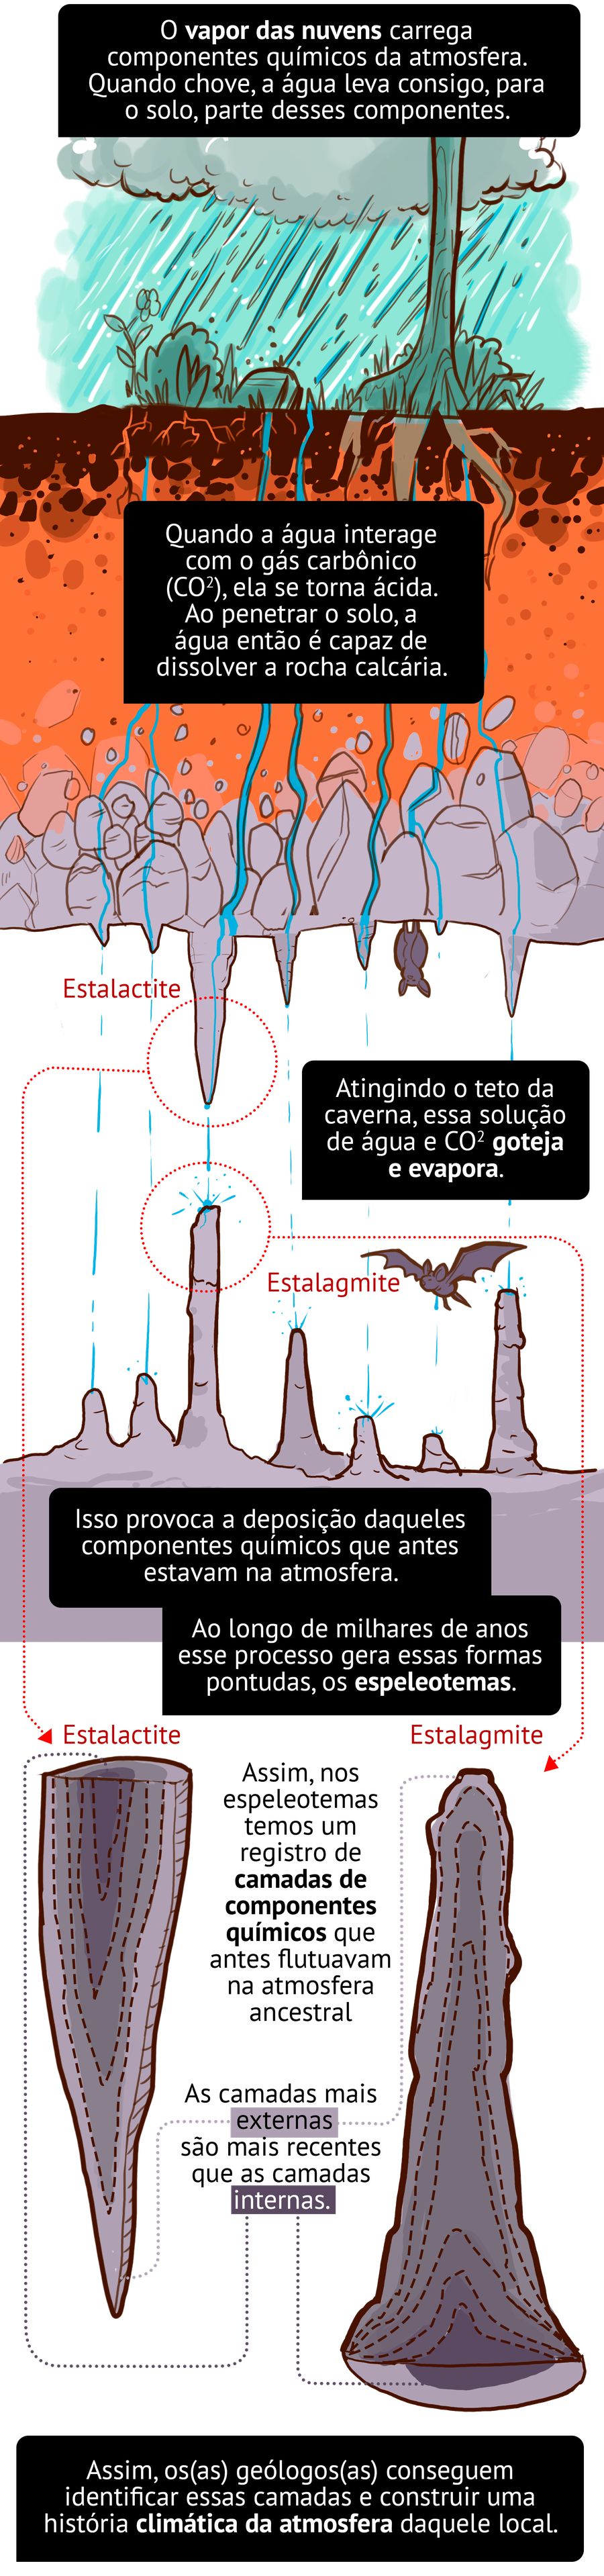 O vapor das nuvens carrega
componentes químicos da atmosfera.
Quando chove, a água leva consigo, para
o solo, parte desses componentes.
Quando a água interage
com o gás carbônico
(CO²), ela se torna ácida.
Ao penetrar o solo, a
água então é capaz de
dissolver a rocha calcária.
Estalactite
Atingindo o teto da
caverna, essa solução
de água e CO² goteja
e evapora.
Estalagmite
Isso provoca a deposição daqueles
componentes químicos que antes
estavam na atmosfera.
Ao longo de milhares de anos
esse processo gera essas formas
pontudas, os espeleotemas.
Estalactite
Estalagmite
Assim, nos
espeleotemas
temos um
registro de
camadas de
componentes
químicos que
antes flutuavam
na atmosfera
ancestral
As camadas mais
externas
são mais recentes
que as camadas
internas.
Assim, os(as) geólogos(as) conseguem
identificar essas camadas e construir uma
história climática da atmosfera daquele local.